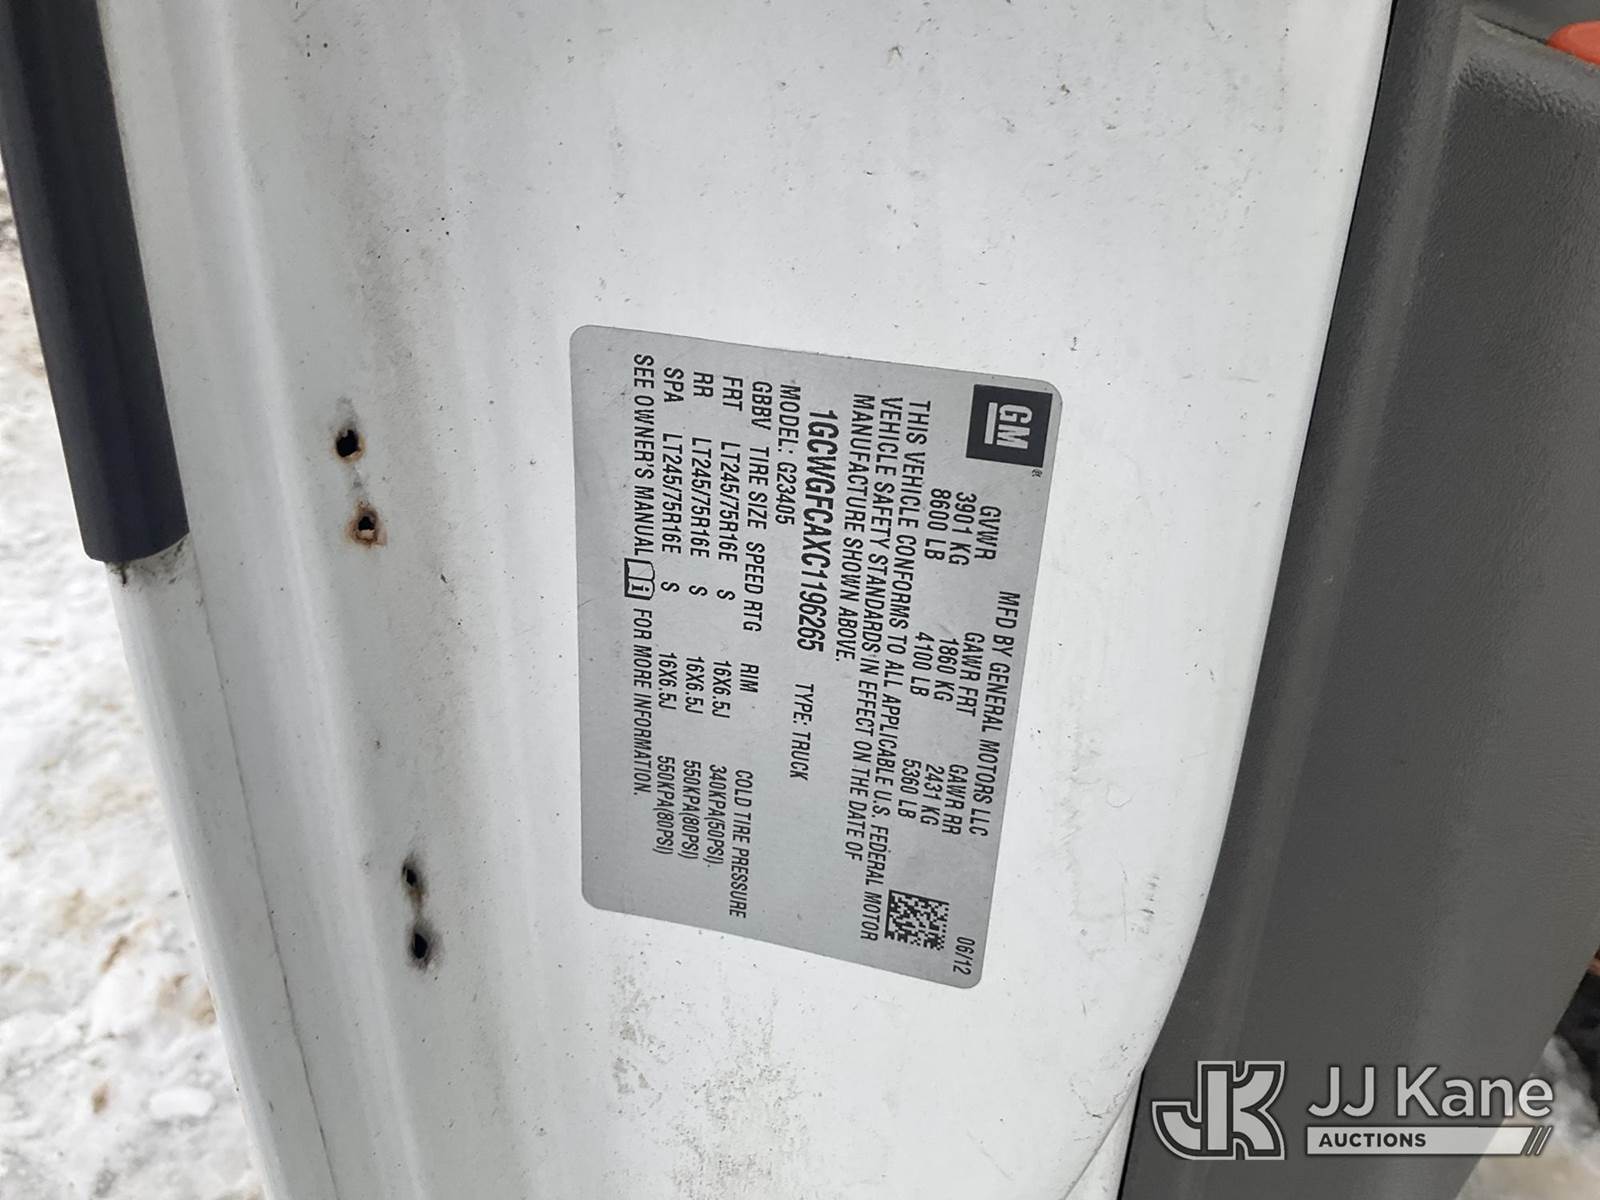 GM
MFD BY GENERAL MOTORS LLC 06/12
GVWR GAWR FRT GAWR RR
3901 KG 1860 KG 2431 KG
8600 LB 4100 LB 5360 LB
THIS VEHICLE CONFORMS TO ALL APPLICABLE U.S. FEDERAL MOTOR
VEHICLE SAFETY STANDARDS IN EFFECT ON THE DATE OF
MANUFACTURE SHOWN ABOVE.
1GCWGFCAXC1196265 TYPE: TRUCK
MODEL: G23405
GBBV TIRE SIZE SPEED RTG RIM COLD TIRE PRESSURE
FRT LT245/75R16E S 16X6.5J 340KPA(50PSI)
RR LT245/75R16E S 16X6.5J 550KPA(80PSI)
SPA LT245/75R16E S 16X6.5J 550KPA(80PSI)
SEE OWNER'S MANUAL FOR MORE INFORMATION.
JK JJ Kane
AUCTIONS